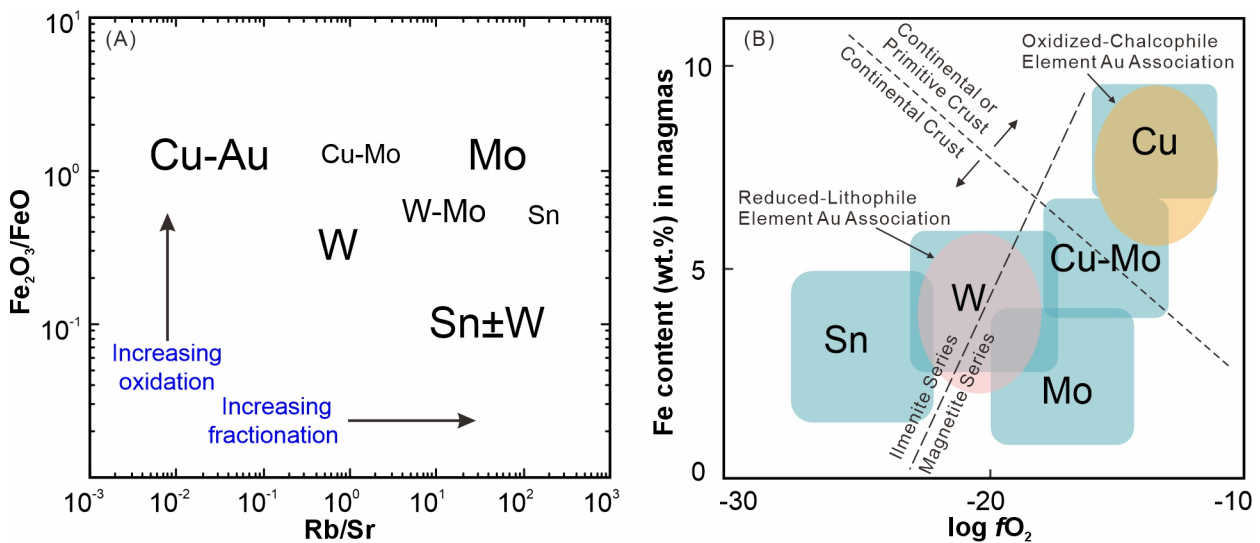 (A)
10¹
10⁰
10⁻¹
Fe₂O₃/FeO
Cu-Au
Cu-Mo
Mo
W-Mo
Sn
W
Sn±W
Increasing
oxidation
Increasing
fractionation
10⁻³
10⁻²
10⁻¹
10⁰
10¹
10²
10³
Rb/Sr
(B)
10
5
0
Fe content (wt.%) in magmas
Continental or
Primitive Crust
Continental Crust
Oxidized-Chalcophile
Element Au Association
Cu
Reduced-Lithophile
Element Au Association
Cu-Mo
W
Sn
Mo
Ilmenite Series
Magnetite Series
-30
-20
-10
log fO₂